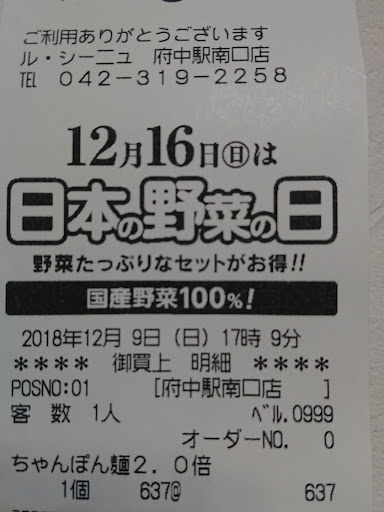 ご利用ありがとうございます
ル・シーニュ 府中駅南口店
TEL 042-319-2258
12月16日㊐は
日本の野菜の日
野菜たっぷりなセットがお得!!
国産野菜100%!
2018年12月 9日(日)17時 9分
**** 御買上 明細 ****
POSNO:01 [府中駅南口店 ]
客 数 1人 ﾍﾞﾙ.0999
オーダーNO. 0
ちゃんぽん麺2.0倍
1個 637@ 637